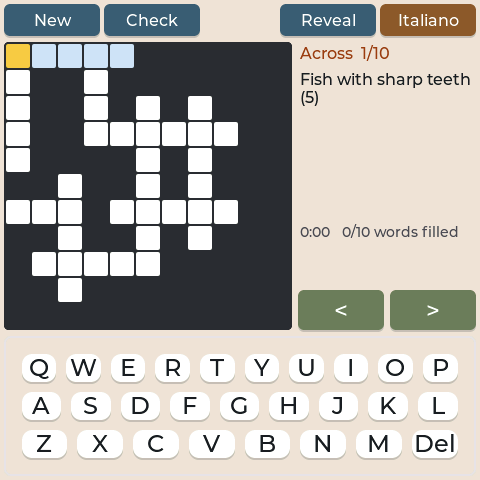 New Check Reveal Italiano
Across 1/10
Fish with sharp teeth
(5)
0:00 0/10 words filled
< >
Q W E R T Y U I O P
A S D F G H J K L
Z X C V B N M Del